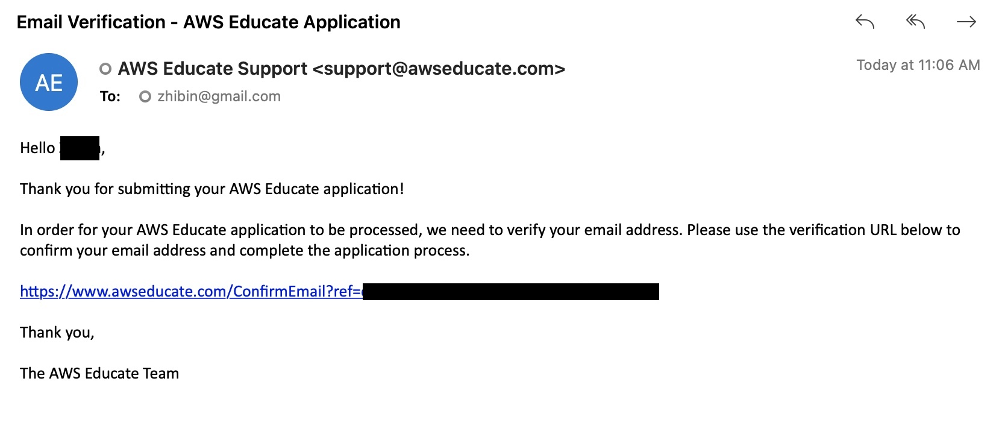 Email Verification - AWS Educate Application
AE
AWS Educate Support <support@awseducate.com>
Today at 11:06 AM
To: zhibin@gmail.com
Hello ,
Thank you for submitting your AWS Educate application!
In order for your AWS Educate application to be processed, we need to verify your email address. Please use the verification URL below to
confirm your email address and complete the application process.
https://www.awseducate.com/ConfirmEmail?ref=
Thank you,
The AWS Educate Team